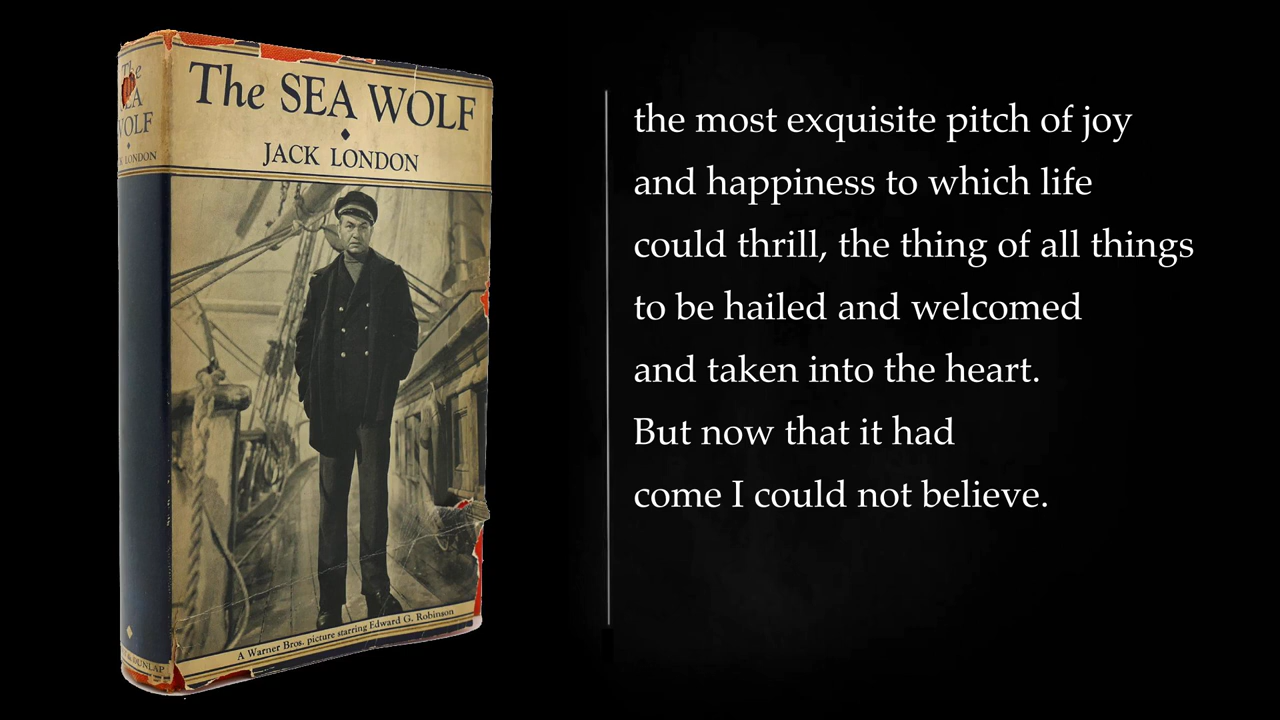 The SEA WOLF
JACK LONDON
The
SEA
WOLF
LONDON
A Warner Bros. picture starring Edward G. Robinson
DUNLAP
the most exquisite pitch of joy
and happiness to which life
could thrill, the thing of all things
to be hailed and welcomed
and taken into the heart.
But now that it had
come I could not believe.